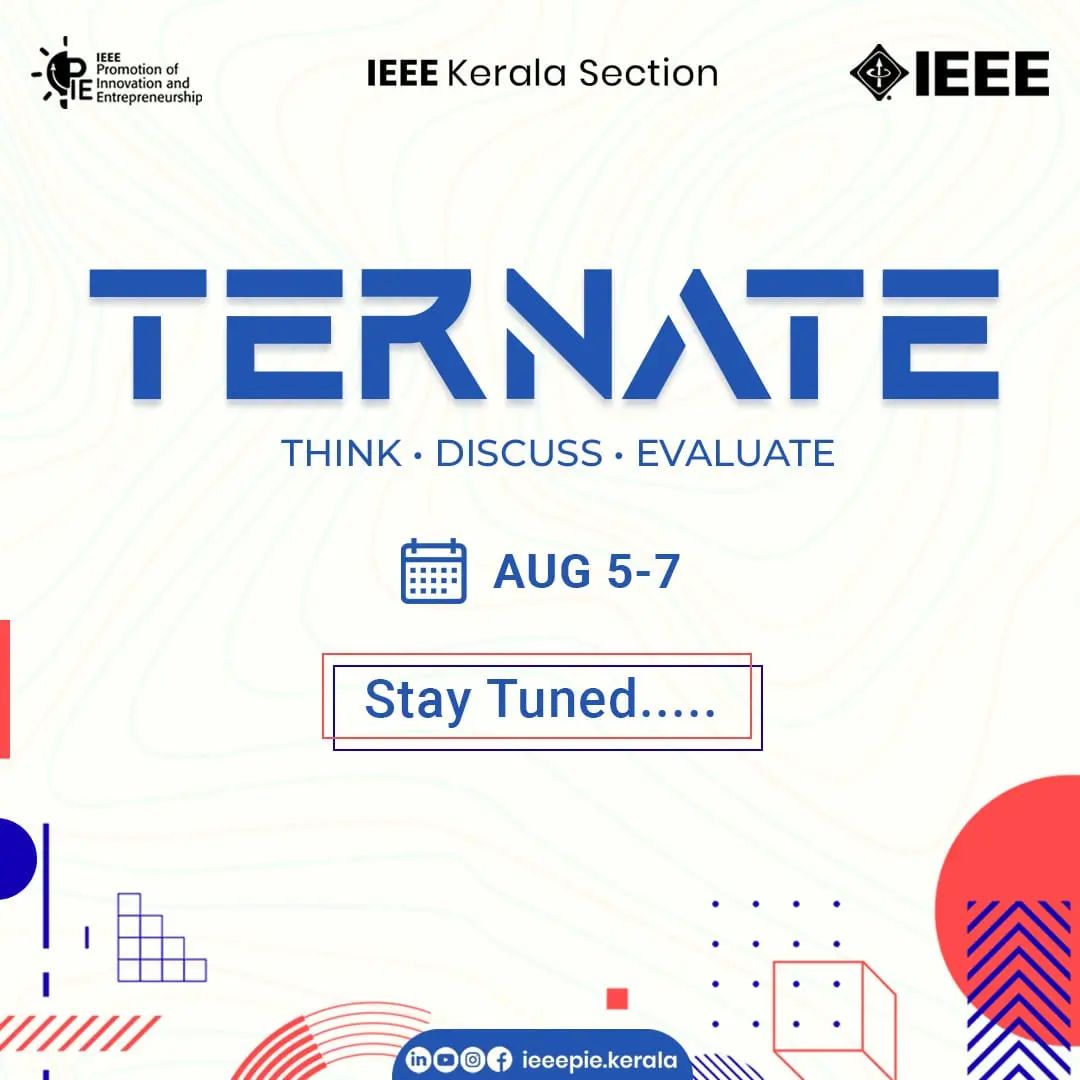 PIE
IEEE
Promotion of
Innovation and
Entrepreneurship
IEEE Kerala Section
IEEE
TERNATE
THINK • DISCUSS • EVALUATE
AUG 5-7
Stay Tuned.....
ieeepie.kerala